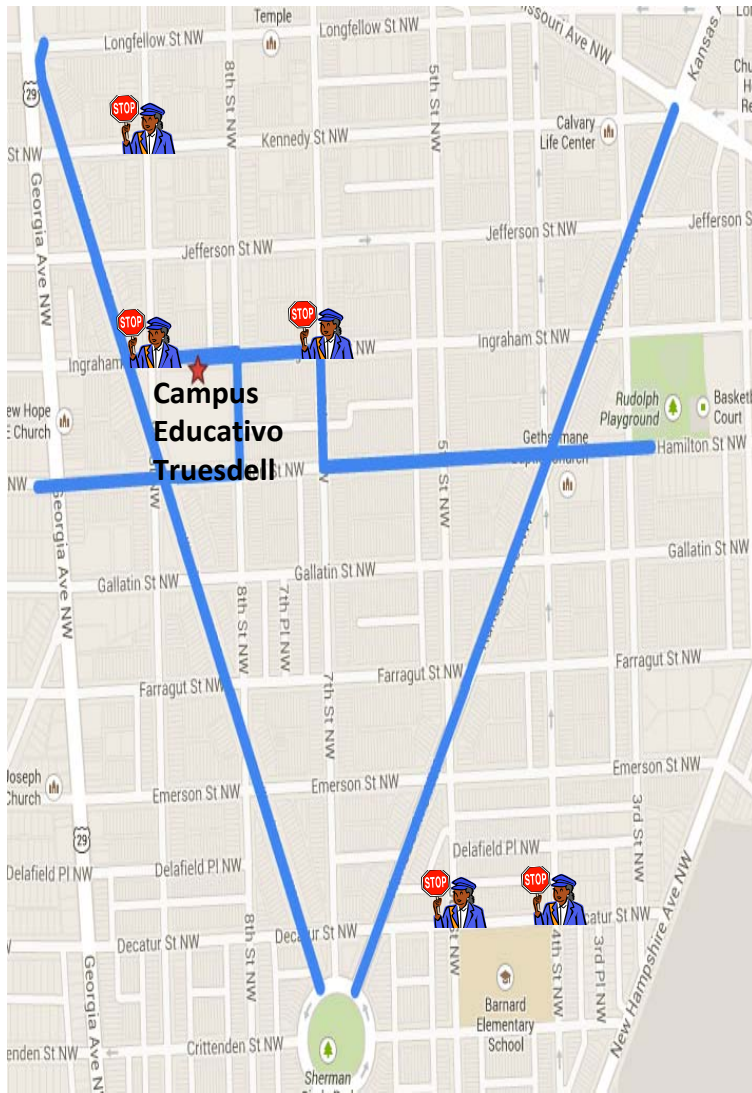 Temple
Longfellow St NW
Longfellow St NW
Missouri Ave NW
Kansas
29
STOP
8th St NW
5th St NW
Calvary
Life Center
St NW
Kennedy St NW
Georgia Ave NW
Jefferson St NW
Jefferson St NW
Jefferson S
STOP
STOP
Ingraham
Ingraham St NW
Campus
Educativo
Truesdell
Rudolph
Playground
Basketb
Court
ew Hope
E Church
Hamilton St NW
NW
St NW
Georgia Ave NW
Gallatin St NW
Gallatin St NW
8th St NW
7th Pl NW
7th St NW
Farragut St NW
Farragut St NW
Joseph
Church
Emerson St NW
Emerson St NW
Emerson St NW
3rd St NW
29
Delafield Pl NW
Delafield Pl NW
Delafield Pl NW
STOP
STOP
8th St NW
Decatur St NW
Decatur St NW
catur St NW
St NW
4th St NW
3rd Pl NW
New Hampshire Ave NW
Georgia Ave NW
Barnard
Elementary
School
enden St NW
Crittenden St NW
Sherman